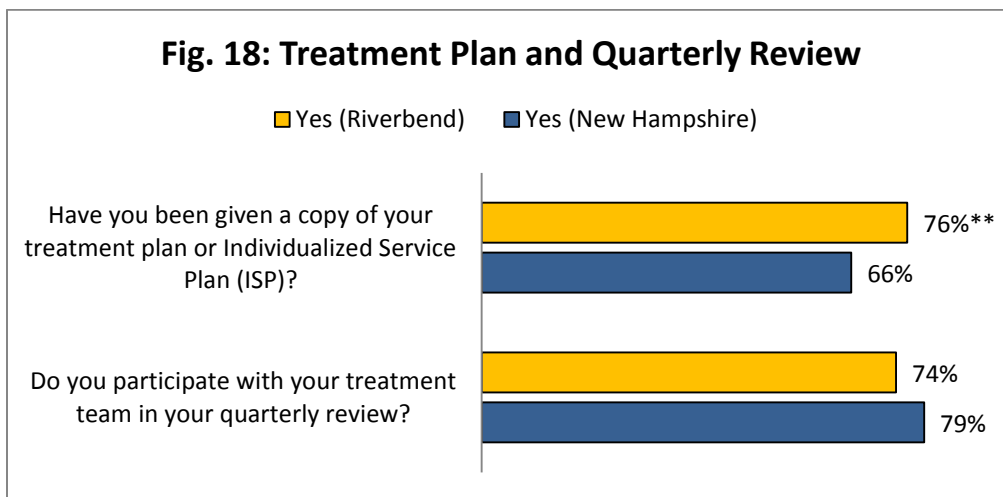 Fig. 18: Treatment Plan and Quarterly Review
Yes (Riverbend) Yes (New Hampshire)
Have you been given a copy of your
treatment plan or Individualized Service
Plan (ISP)?
76%**
66%
Do you participate with your treatment
team in your quarterly review?
74%
79%